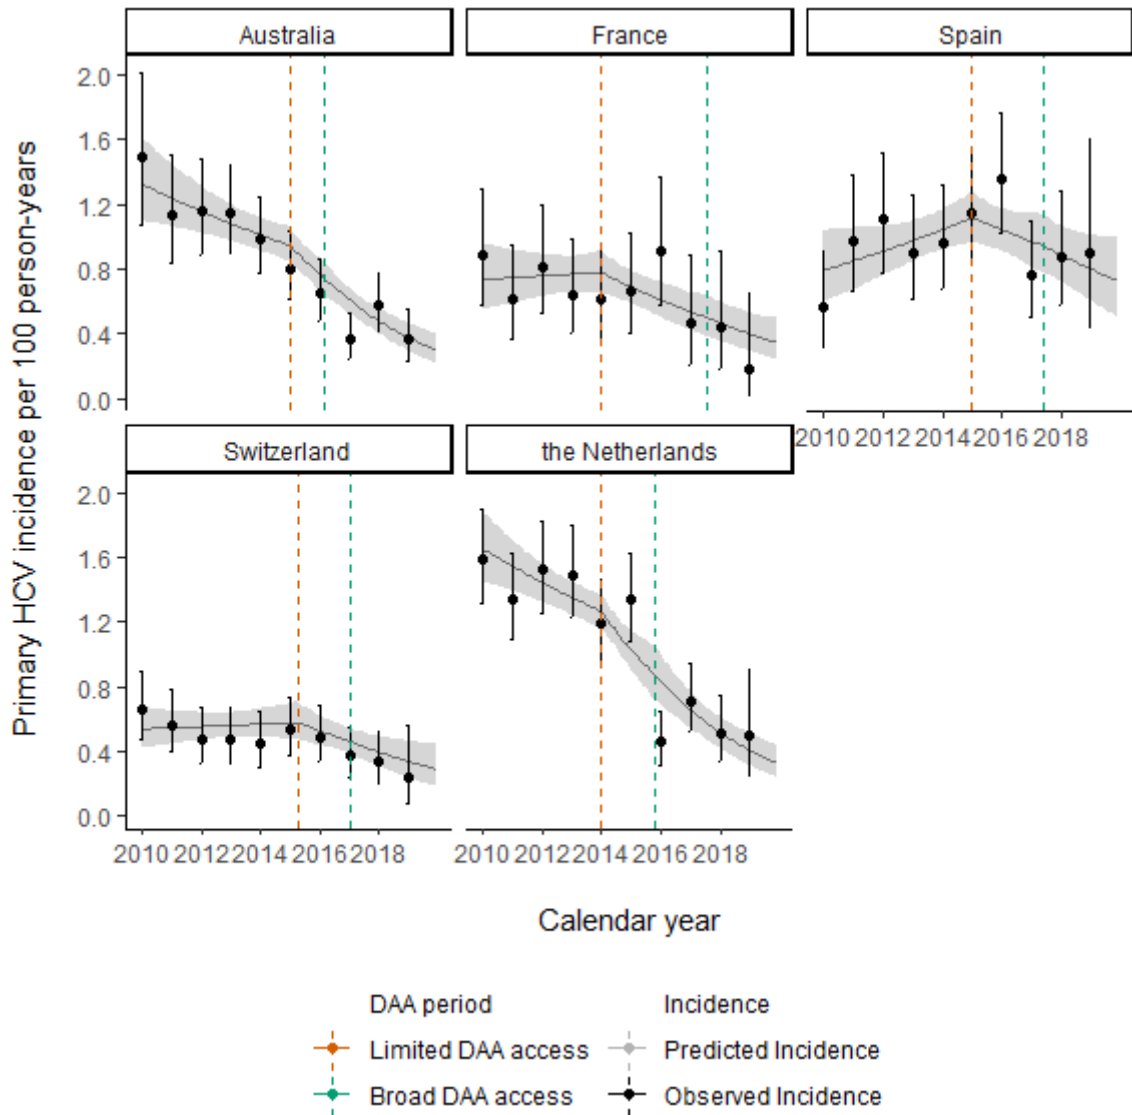 Australia
France
Spain
2.0
1.6
1.2
0.8
0.4
0.0
2010 2012 2014 2016 2018
Switzerland
the Netherlands
2.0
1.6
1.2
0.8
0.4
0.0
2010 2012 2014 2016 2018
2010 2012 2014 2016 2018
Primary HCV incidence per 100 person-years
Calendar year
DAA period
Limited DAA access
Broad DAA access
Incidence
Predicted Incidence
Observed Incidence